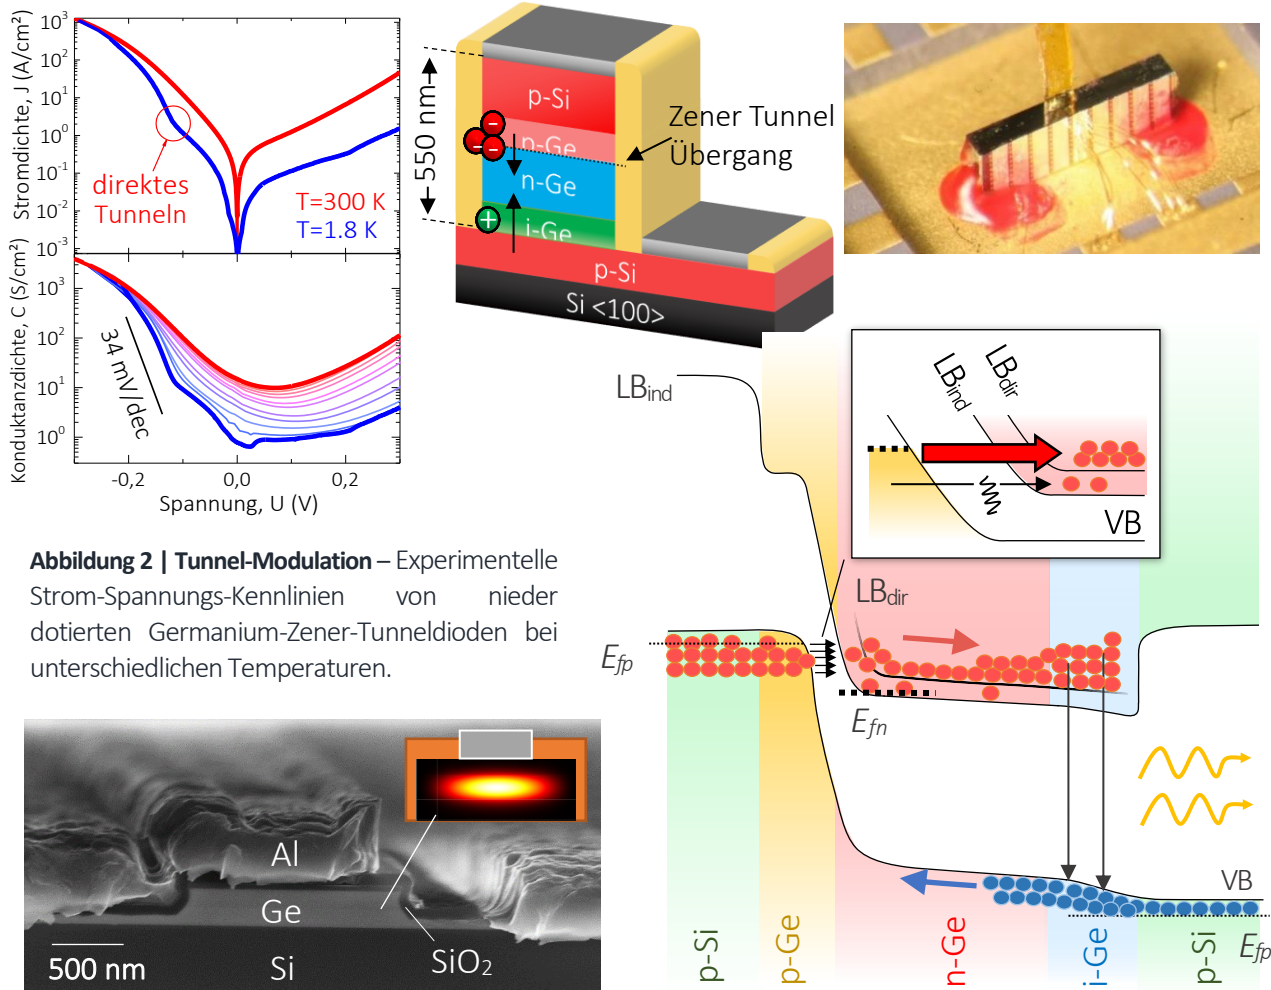 Stromdichte, J (A/cm²)
10³
10²
10¹
10⁰
10⁻¹
10⁻²
10⁻³
direktes
Tunneln
T=300 K
T=1.8 K
Konduktanzdichte, C (S/cm²)
10³
10²
10¹
10⁰
34 mV/dec
-0,2
0,0
0,2
Spannung, U (V)
550 nm
p-Si
p-Ge
n-Ge
i-Ge
p-Si
Si <100>
Zener Tunnel
Übergang
Abbildung 2 | Tunnel-Modulation – Experimentelle
Strom-Spannungs-Kennlinien von nieder
dotierten Germanium-Zener-Tunneldioden bei
unterschiedlichen Temperaturen.
Al
Ge
Si
SiO₂
500 nm
LBind
LBind
LBdir
VB
LBdir
Efp
Efn
VB
Efp
p-Si
p-Ge
n-Ge
i-Ge
p-Si